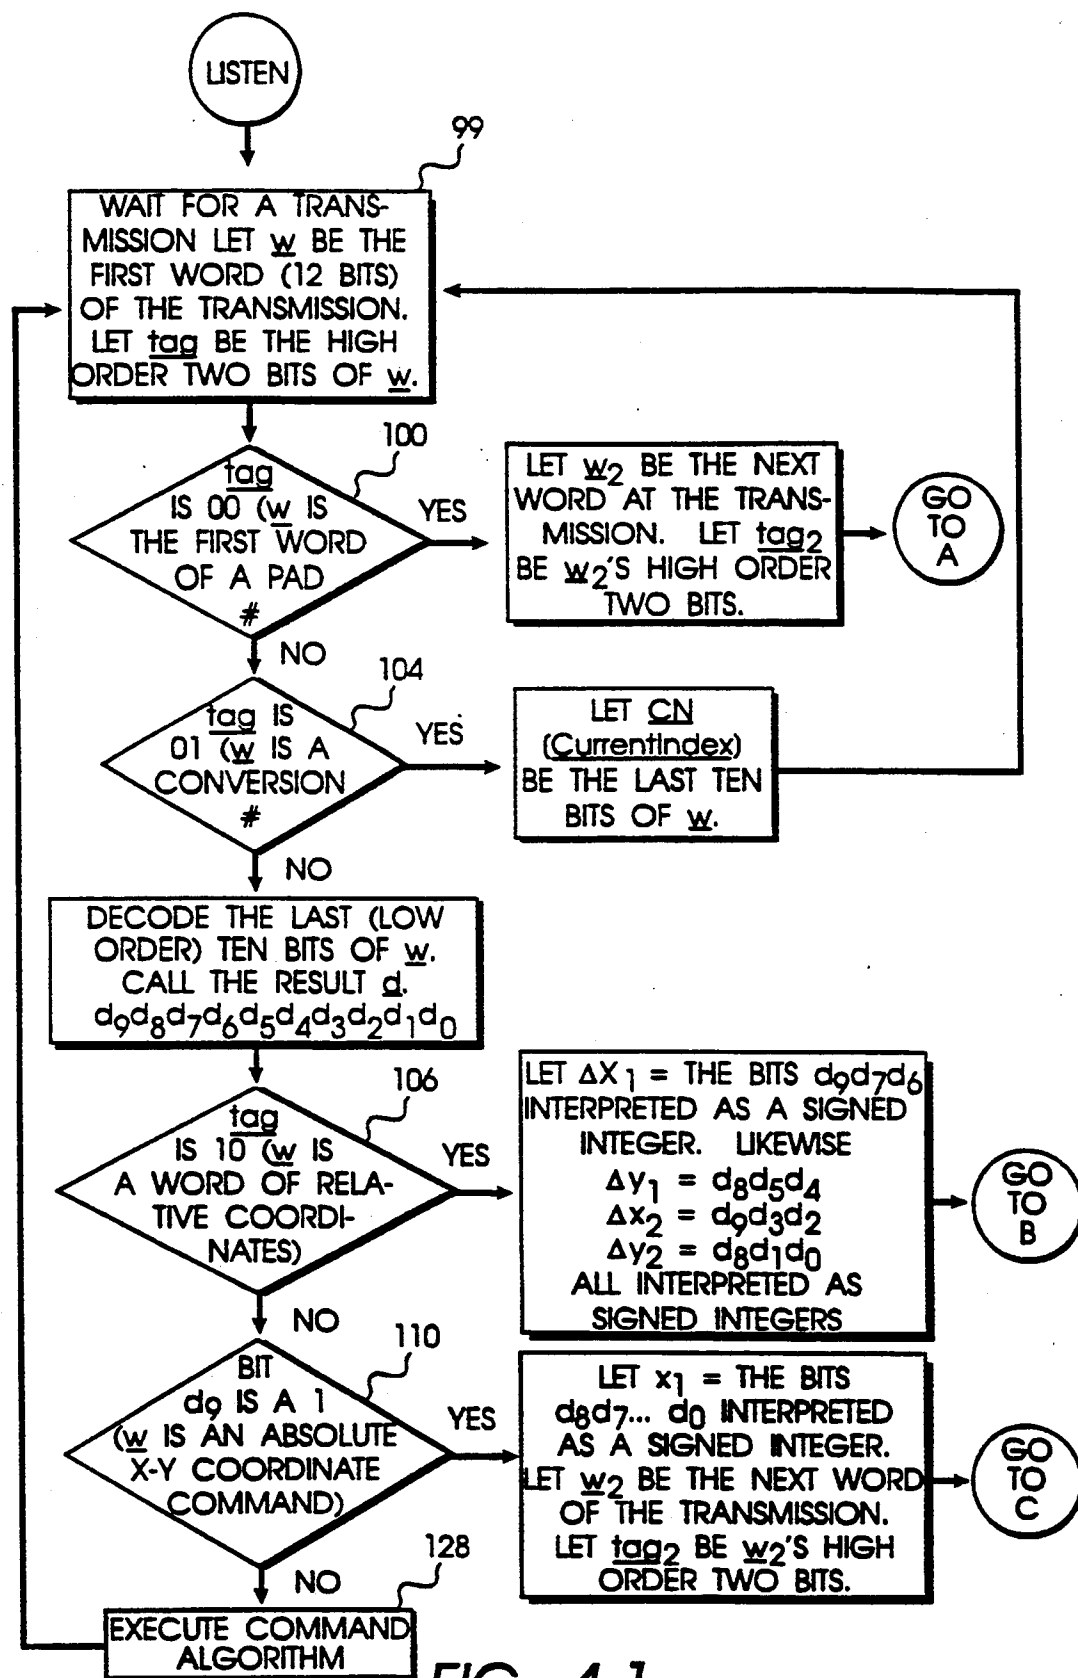 LISTEN
99
WAIT FOR A TRANS-
MISSION LET w BE THE
FIRST WORD (12 BITS)
OF THE TRANSMISSION.
LET tag BE THE HIGH
ORDER TWO BITS OF w.
100
tag
IS 00 (w IS
THE FIRST WORD
OF A PAD
#
YES
LET w2 BE THE NEXT
WORD AT THE TRANS-
MISSION. LET tag2
BE w2'S HIGH ORDER
TWO BITS.
GO
TO
A
NO
104
tag IS
01 (w IS A
CONVERSION
#
YES
LET CN
(CurrentIndex)
BE THE LAST TEN
BITS OF w.
NO
DECODE THE LAST (LOW
ORDER) TEN BITS OF w.
CALL THE RESULT d.
d9d8d7d6d5d4d3d2d1d0
106
tag
IS 10 (w IS
A WORD OF RELA-
TIVE COORDI-
NATES)
YES
LET ΔX1 = THE BITS d9d7d6
INTERPRETED AS A SIGNED
INTEGER. LIKEWISE
Δy1 = d8d5d4
Δx2 = d9d3d2
Δy2 = d8d1d0
ALL INTERPRETED AS
SIGNED INTEGERS
GO
TO
B
NO
110
BIT
d9 IS A 1
(w IS AN ABSOLUTE
X-Y COORDINATE
COMMAND)
YES
LET x1 = THE BITS
d8d7... d0 INTERPRETED
AS A SIGNED INTEGER.
LET w2 BE THE NEXT WORD
OF THE TRANSMISSION.
LET tag2 BE w2'S HIGH
ORDER TWO BITS.
GO
TO
C
NO
128
EXECUTE COMMAND
ALGORITHM
FIG. 4.1